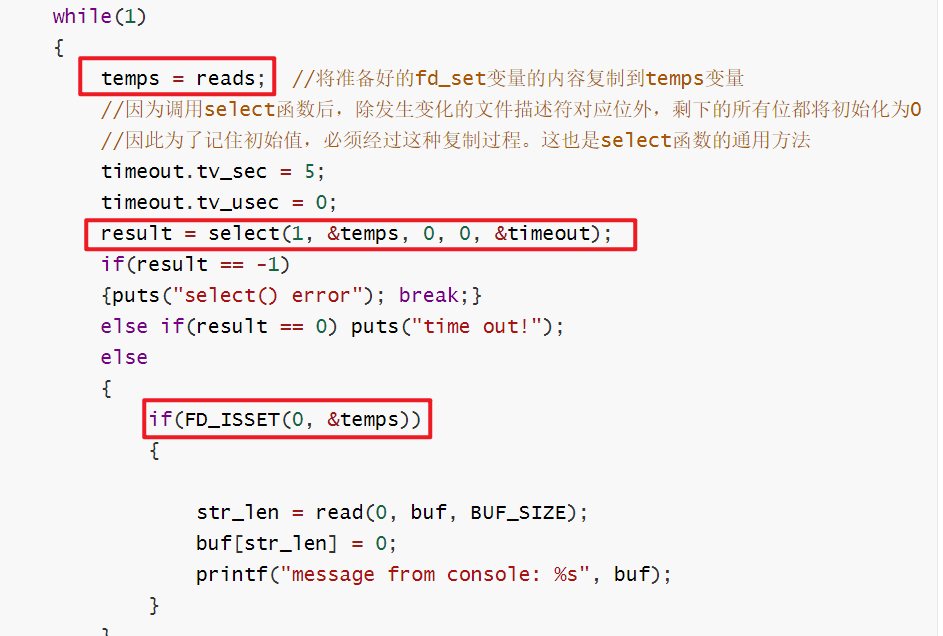 while(1)
{
temps = reads; //将准备好的fd_set变量的内容复制到temps变量
//因为调用select函数后，除发生变化的文件描述符对应位外，剩下的所有位都将初始化为0
//因此为了记住初始值，必须经过这种复制过程。这也是select函数的通用方法
timeout.tv_sec = 5;
timeout.tv_usec = 0;
result = select(1, &temps, 0, 0, &timeout);
if(result == -1)
{puts("select() error"); break;}
else if(result == 0) puts("time out!");
else
{
if(FD_ISSET(0, &temps))
{
str_len = read(0, buf, BUF_SIZE);
buf[str_len] = 0;
printf("message from console: %s", buf);
}
}